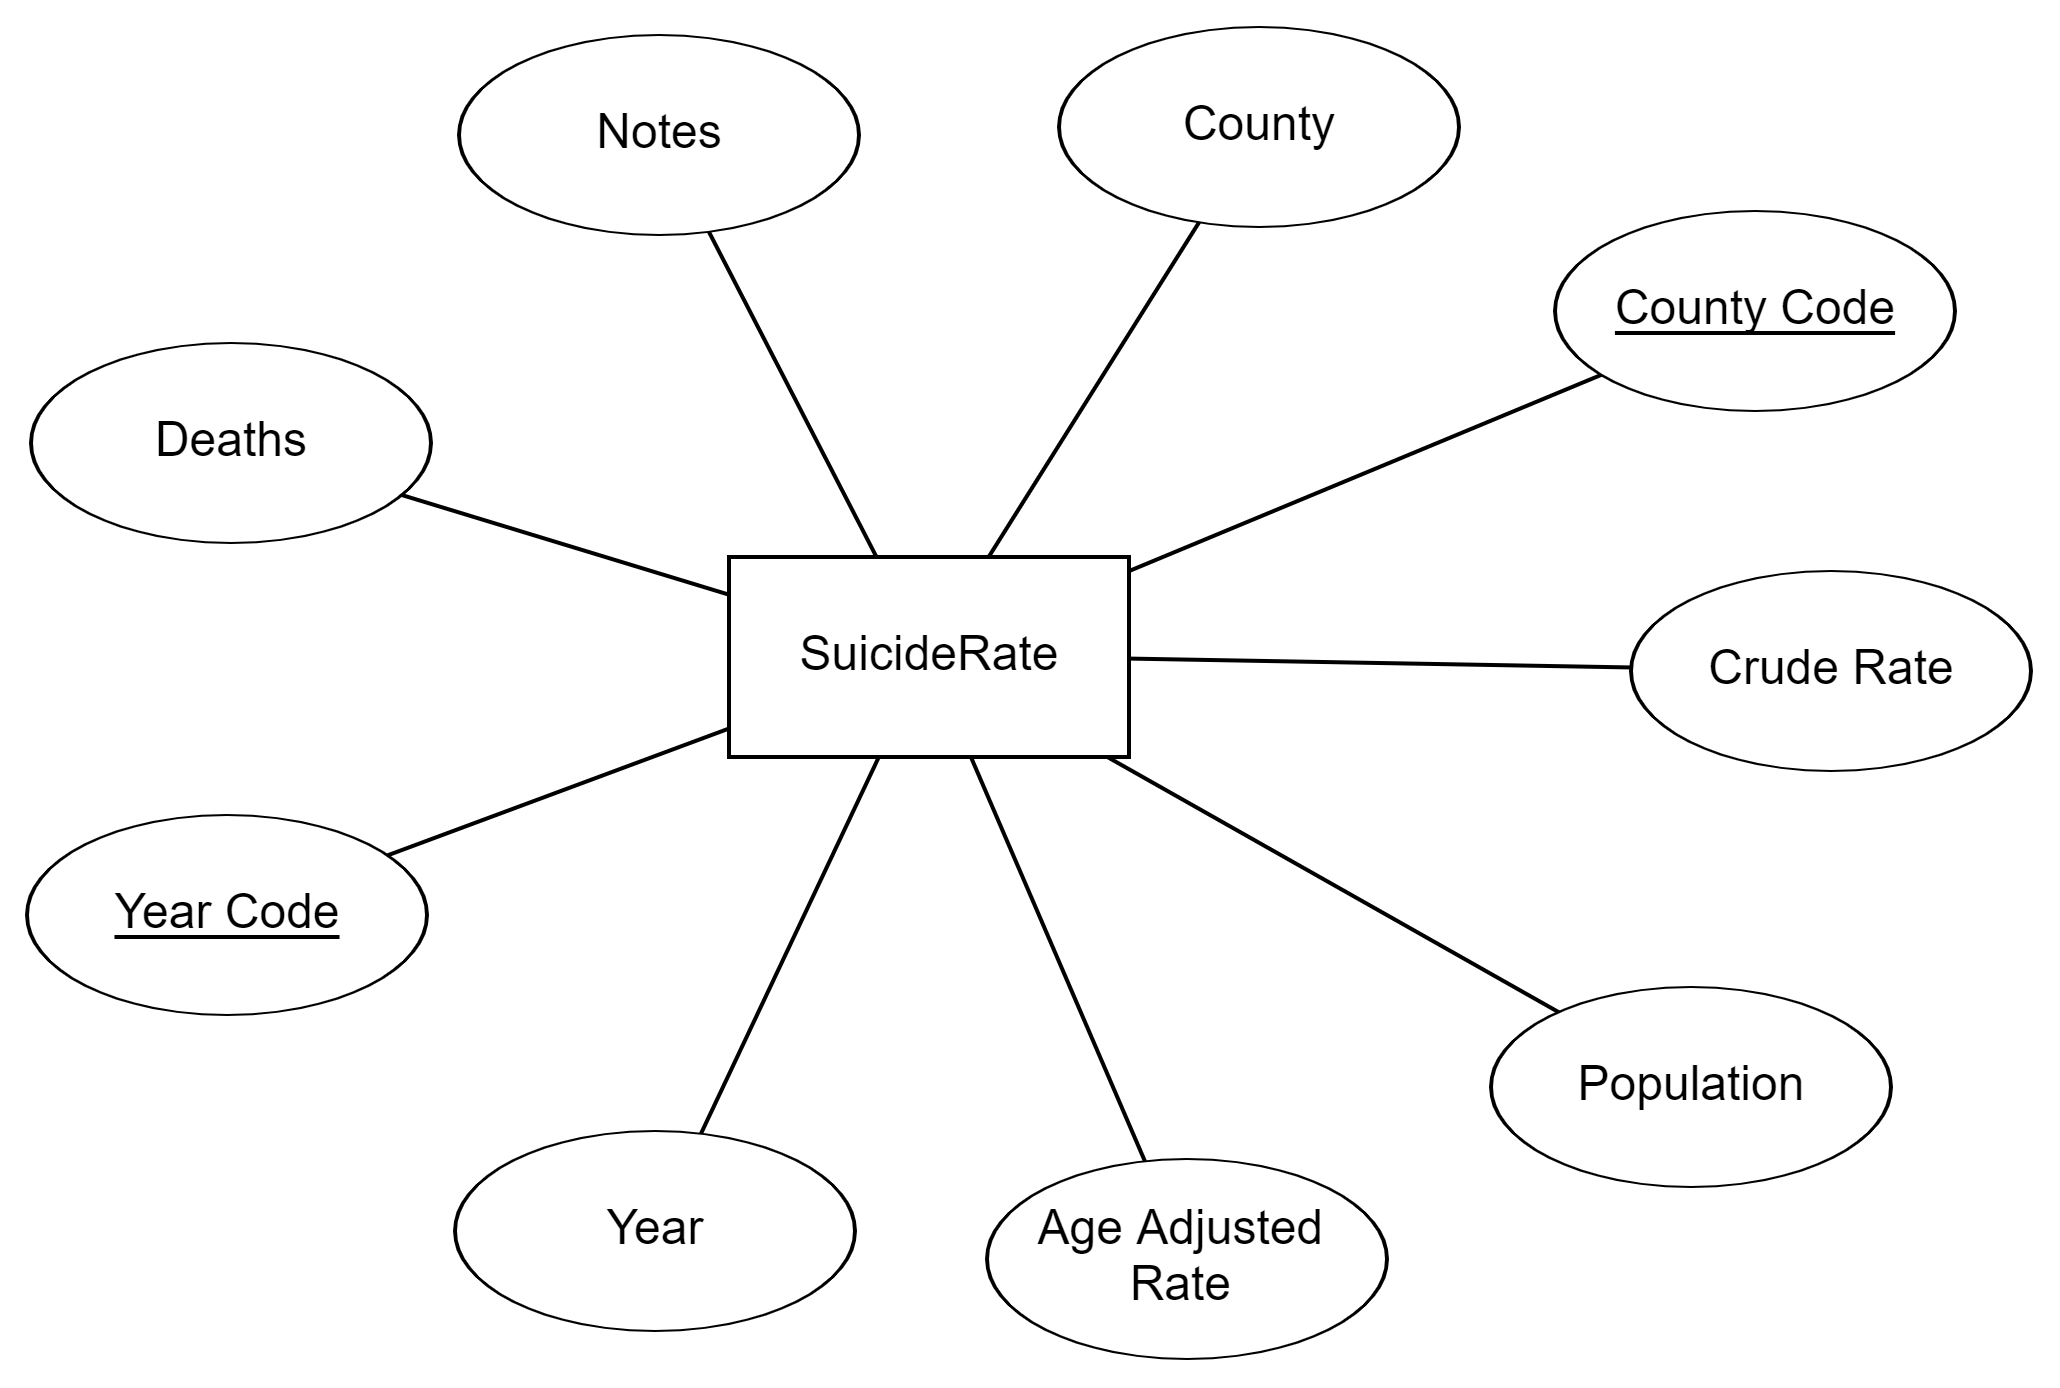 Notes
County
County Code
Deaths
SuicideRate
Crude Rate
Year Code
Population
Year
Age Adjusted
Rate